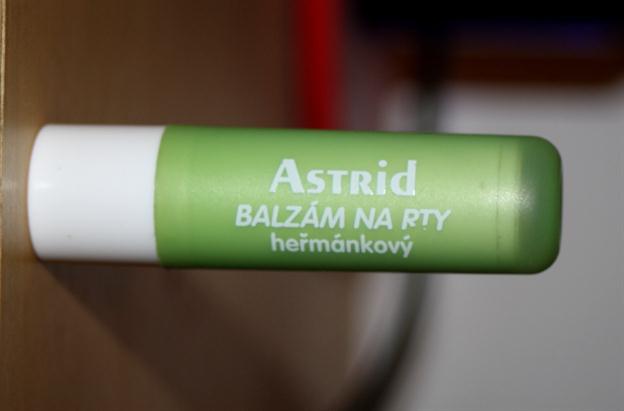 Astrid
BALZÁM NA RTY
heřmánkový